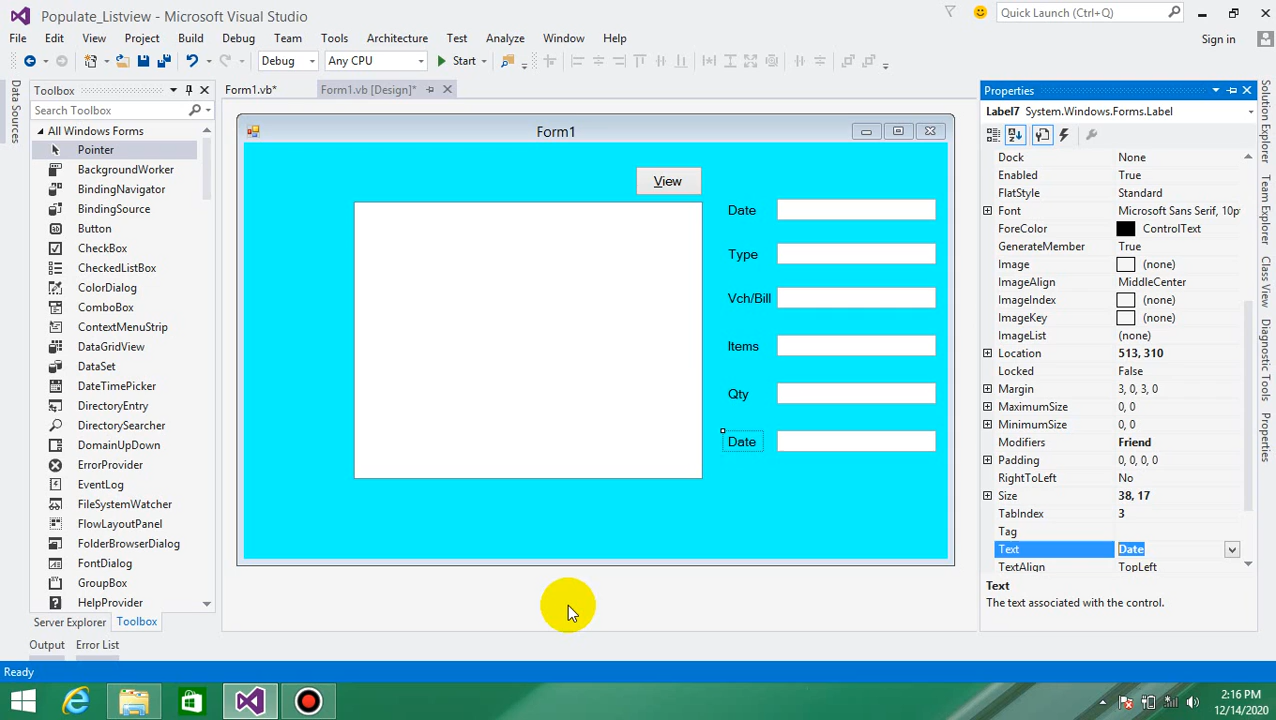 Populate_Listview - Microsoft Visual Studio
Quick Launch (Ctrl+Q)
File Edit View Project Build Debug Team Tools Architecture Test Analyze Window Help
Sign in
Debug Any CPU Start
Data Sources
Toolbox
Search Toolbox
All Windows Forms
Pointer
BackgroundWorker
BindingNavigator
BindingSource
Button
CheckBox
CheckedListBox
ColorDialog
ComboBox
ContextMenuStrip
DataGridView
DataSet
DateTimePicker
DirectoryEntry
DirectorySearcher
DomainUpDown
ErrorProvider
EventLog
FileSystemWatcher
FlowLayoutPanel
FolderBrowserDialog
FontDialog
GroupBox
HelpProvider
Server Explorer Toolbox
Output Error List
Form1.vb* Form1.vb [Design]*
Form1
View
Date
Type
Vch/Bill
Items
Qty
Date
Properties
Label7 System.Windows.Forms.Label
Dock None
Enabled True
FlatStyle Standard
Font Microsoft Sans Serif, 10pt
ForeColor ControlText
GenerateMember True
Image (none)
ImageAlign MiddleCenter
ImageIndex (none)
ImageKey (none)
ImageList (none)
Location 513, 310
Locked False
Margin 3, 0, 3, 0
MaximumSize 0, 0
MinimumSize 0, 0
Modifiers Friend
Padding 0, 0, 0, 0
RightToLeft No
Size 38, 17
TabIndex 3
Tag
Text Date
TextAlign TopLeft
Text
The text associated with the control.
Solution Explorer
Team Explorer
Class View
Diagnostic Tools
Properties
Ready
2:16 PM
12/14/2020